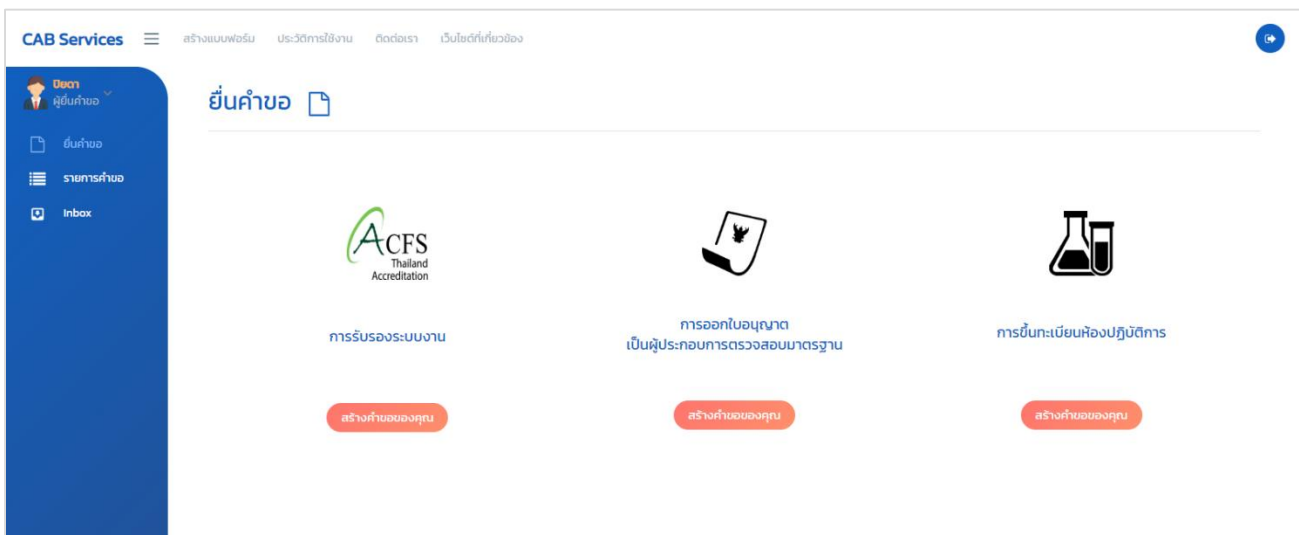 CAB Services
สร้างแบบฟอร์ม ประวัติการใช้งาน ติดต่อเรา เว็บไซต์ที่เกี่ยวข้อง
ปิยดา
ผู้ยื่นคำขอ
ยื่นคำขอ
รายการคำขอ
Inbox
ยื่นคำขอ
ACFS
Thailand
Accreditation
การรับรองระบบงาน
สร้างคำขอของคุณ
การออกใบอนุญาต
เป็นผู้ประกอบการตรวจสอบมาตรฐาน
สร้างคำขอของคุณ
การขึ้นทะเบียนห้องปฏิบัติการ
สร้างคำขอของคุณ